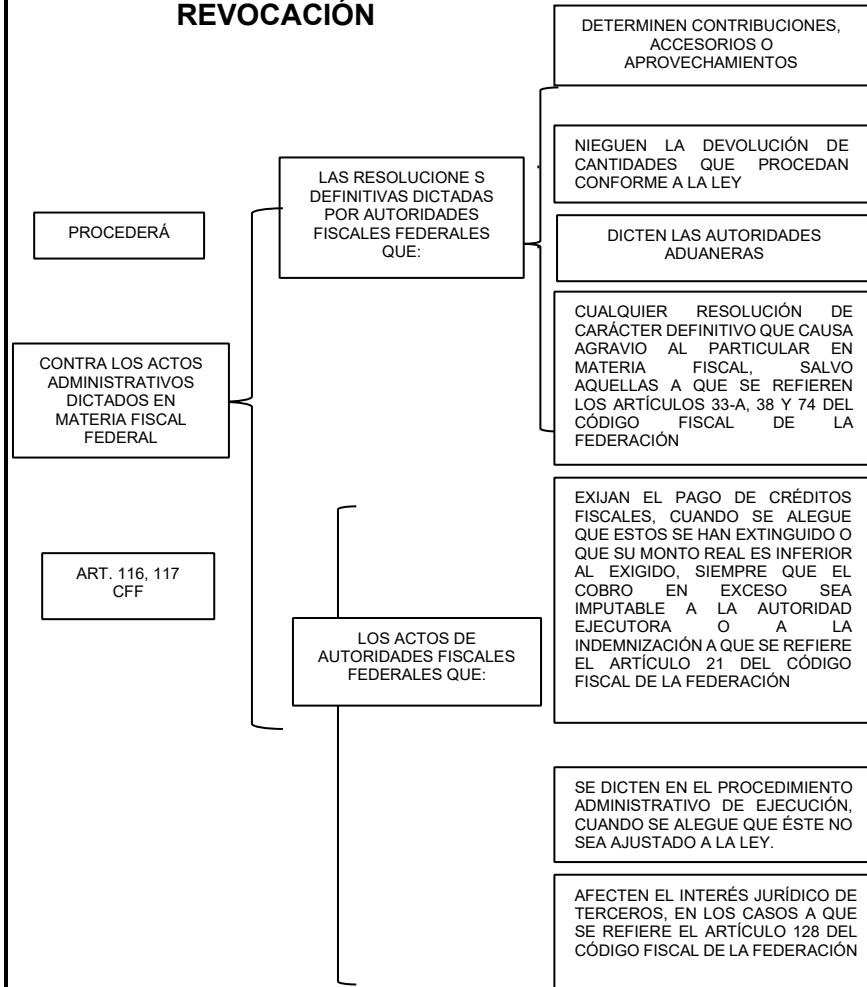 REVOCACIÓN
PROCEDERÁ
CONTRA LOS ACTOS
ADMINISTRATIVOS
DICTADOS EN
MATERIA FISCAL
FEDERAL
ART. 116, 117
CFF
LAS RESOLUCIONE S
DEFINITIVAS DICTADAS
POR AUTORIDADES
FISCALES FEDERALES
QUE:
DETERMINEN CONTRIBUCIONES,
ACCESORIOS O
APROVECHAMIENTOS
NIEGUEN LA DEVOLUCIÓN DE
CANTIDADES QUE PROCEDAN
CONFORME A LA LEY
DICTEN LAS AUTORIDADES
ADUANERAS
CUALQUIER RESOLUCIÓN DE
CARÁCTER DEFINITIVO QUE CAUSA
AGRAVIO AL PARTICULAR EN
MATERIA FISCAL, SALVO
AQUELLAS A QUE SE REFIEREN
LOS ARTÍCULOS 33-A, 38 Y 74 DEL
CÓDIGO FISCAL DE LA
FEDERACIÓN
LOS ACTOS DE
AUTORIDADES FISCALES
FEDERALES QUE:
EXIJAN EL PAGO DE CRÉDITOS
FISCALES, CUANDO SE ALEGUE
QUE ESTOS SE HAN EXTINGUIDO O
QUE SU MONTO REAL ES INFERIOR
AL EXIGIDO, SIEMPRE QUE EL
COBRO EN EXCESO SEA
IMPUTABLE A LA AUTORIDAD
EJECUTORA O A LA
INDEMNIZACIÓN A QUE SE REFIERE
EL ARTÍCULO 21 DEL CÓDIGO
FISCAL DE LA FEDERACIÓN
SE DICTEN EN EL PROCEDIMIENTO
ADMINISTRATIVO DE EJECUCIÓN,
CUANDO SE ALEGUE QUE ÉSTE NO
SEA AJUSTADO A LA LEY.
AFECTEN EL INTERÉS JURÍDICO DE
TERCEROS, EN LOS CASOS A QUE
SE REFIERE EL ARTÍCULO 128 DEL
CÓDIGO FISCAL DE LA FEDERACIÓN